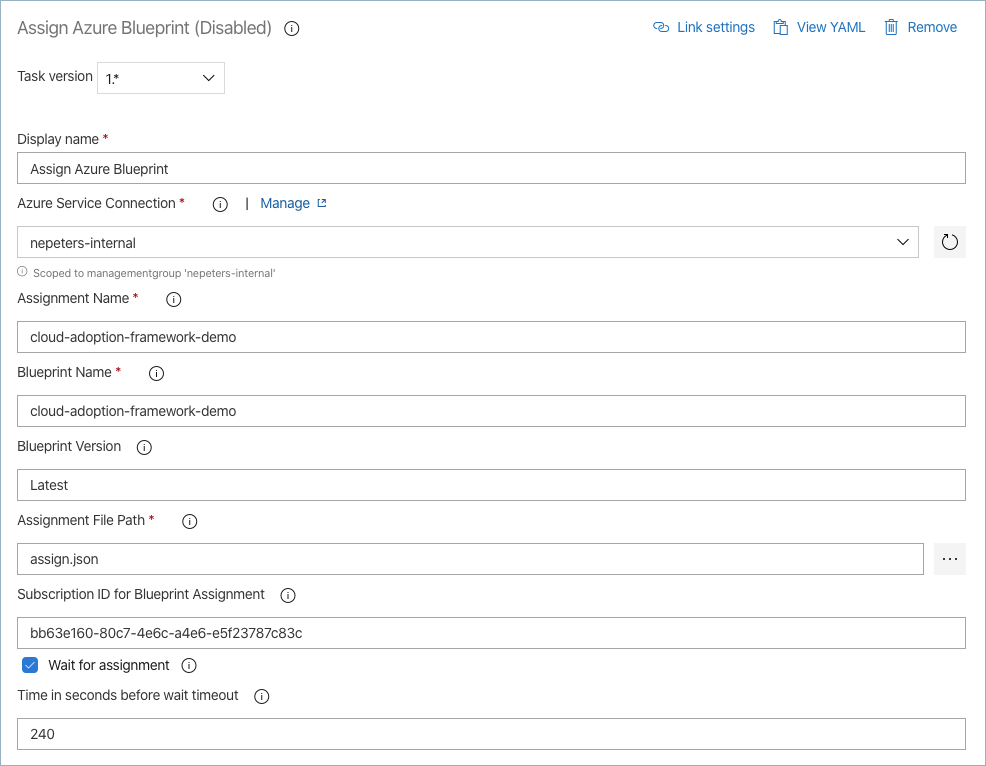 Assign Azure Blueprint (Disabled) Link settings View YAML Remove
Task version 1.*
Display name *
Assign Azure Blueprint
Azure Service Connection * | Manage
nepeters-internal
Scoped to managementgroup 'nepeters-internal'
Assignment Name *
cloud-adoption-framework-demo
Blueprint Name *
cloud-adoption-framework-demo
Blueprint Version
Latest
Assignment File Path *
assign.json ...
Subscription ID for Blueprint Assignment
bb63e160-80c7-4e6c-a4e6-e5f23787c83c
Wait for assignment
Time in seconds before wait timeout
240